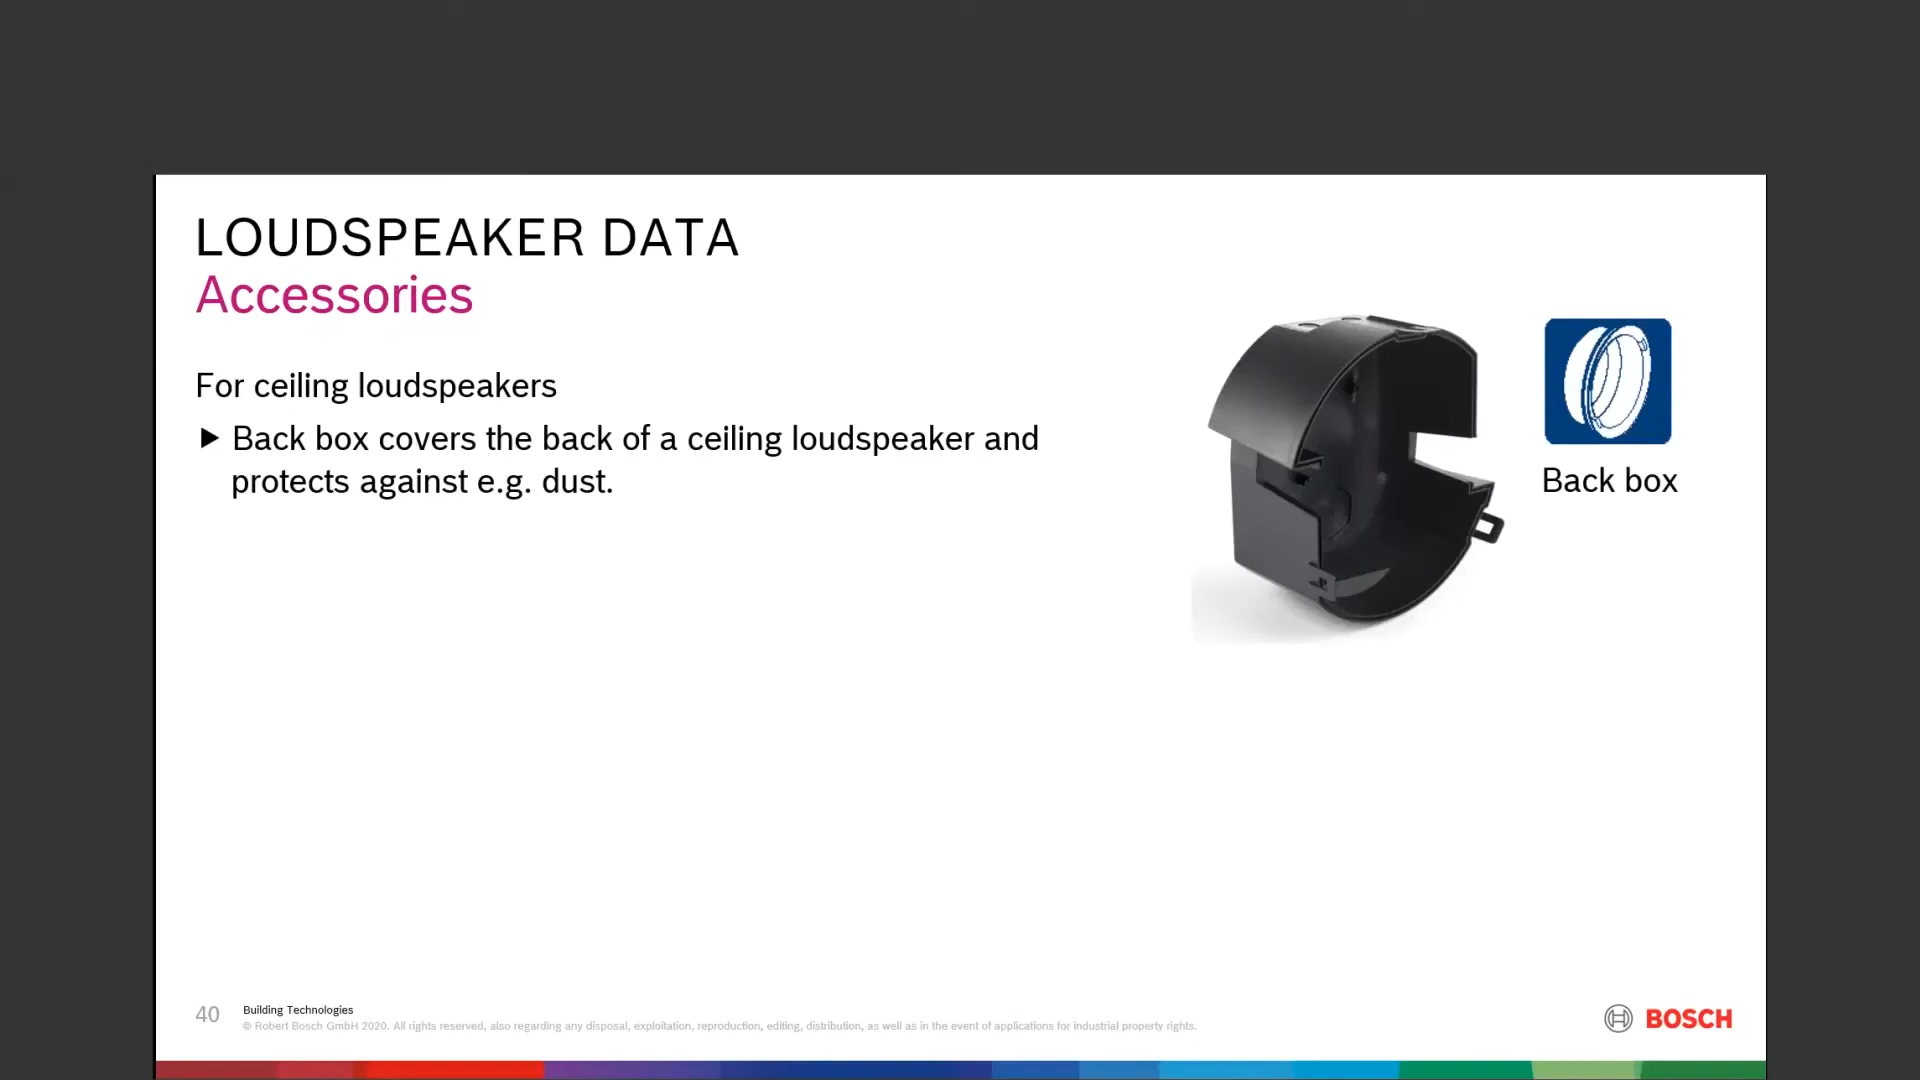 LOUDSPEAKER DATA
Accessories
For ceiling loudspeakers
► Back box covers the back of a ceiling loudspeaker and
protects against e.g. dust.
Back box
40
Building Technologies
© Robert Bosch GmbH 2020. All rights reserved, also regarding any disposal, exploitation, reproduction, editing, distribution, as well as in the event of applications for industrial property rights.
BOSCH